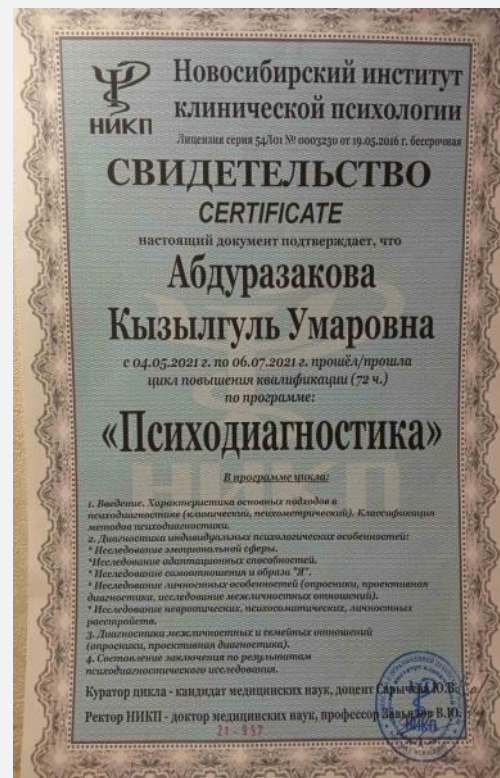 НИКП
Новосибирский институт
клинической психологии
Лицензия серия 54Л01 № 0003230 от 19.05.2016 г. бессрочная
СВИДЕТЕЛЬСТВО
CERTIFICATE
настоящий документ подтверждает, что
Абдуразакова
Кызылгуль Умаровна
с 04.05.2021 г. по 06.07.2021 г. прошёл/прошла
цикл повышения квалификации (72 ч.)
по программе:
«Психодиагностика»
В программе цикла:
1. Введение. Характеристика основных подходов в
психодиагностике (клинический, психометрический). Классификация
методов психодиагностики.
2. Диагностика индивидуальных психологических особенностей:
* Исследование эмоциональной сферы.
*Исследование адаптационных способностей.
* Исследование самоотношения и образа "Я".
* Исследование личностных особенностей (опросники, проективная
диагностика, исследование межличностных отношений).
* Исследование невротических, психосоматических, личностных
расстройств.
3. Диагностика межличностных и семейных отношений
(опросники, проективная диагностика).
4. Составление заключения по результатам
психодиагностического исследования.
Куратор цикла - кандидат медицинских наук, доцент Сарычева Ю.В.
Ректор НИКП - доктор медицинских наук, профессор Завьялов В.Ю.
21 - 957